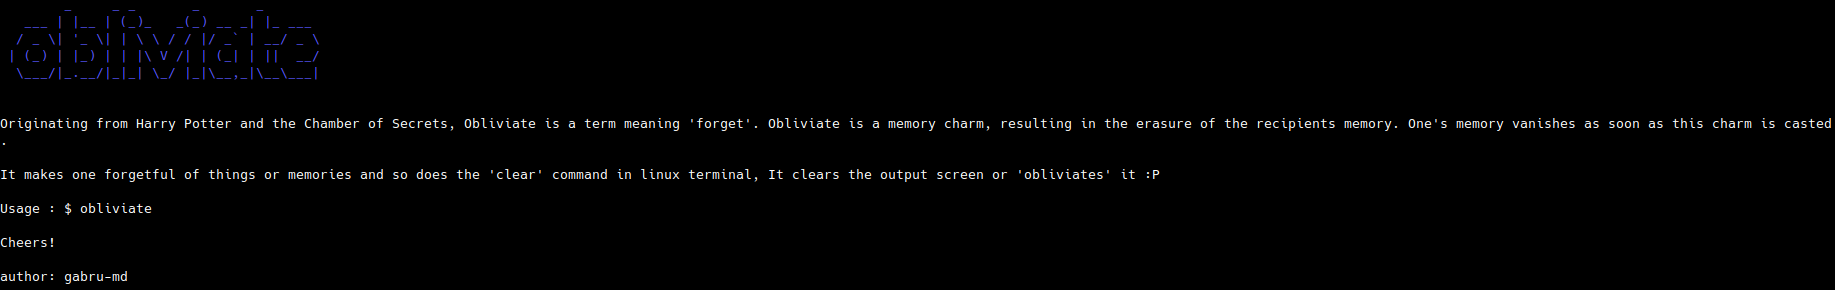 obliviate
Originating from Harry Potter and the Chamber of Secrets, Obliviate is a term meaning 'forget'. Obliviate is a memory charm, resulting in the erasure of the recipients memory. One's memory vanishes as soon as this charm is casted
.
It makes one forgetful of things or memories and so does the 'clear' command in linux terminal, It clears the output screen or 'obliviates' it :P
Usage : $ obliviate
Cheers!
author: gabru-md